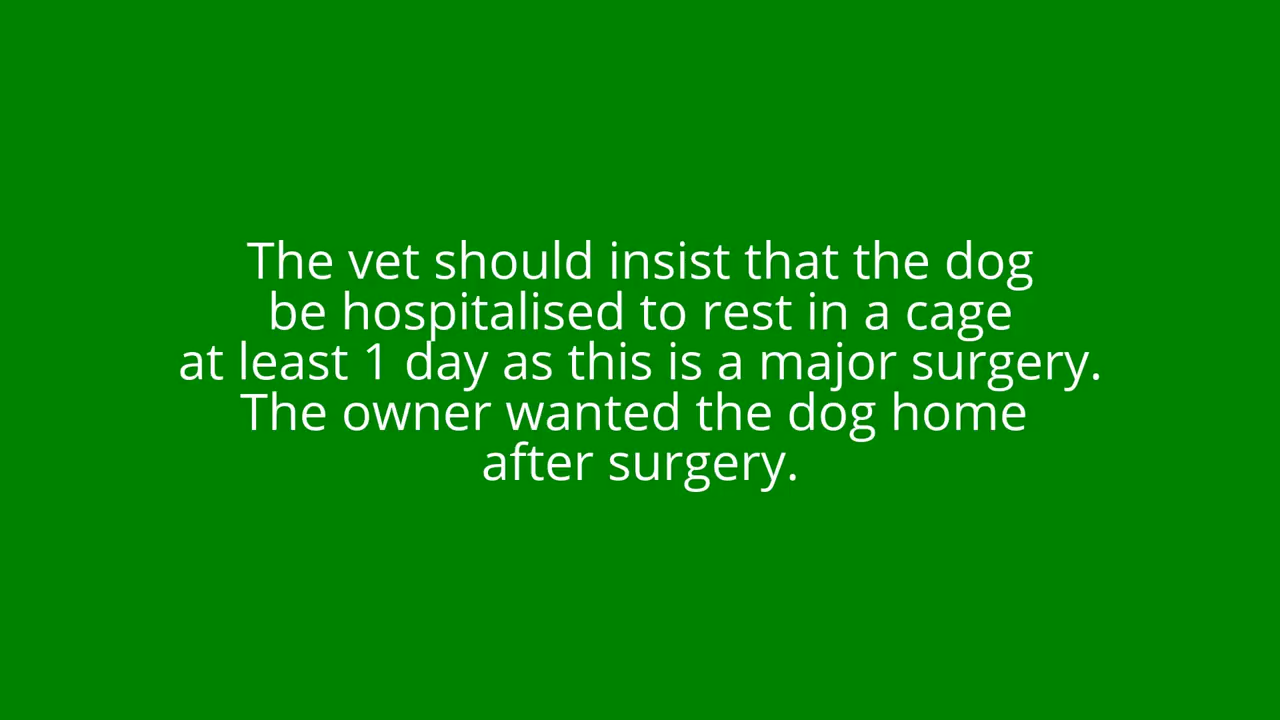 The vet should insist that the dog
be hospitalised to rest in a cage
at least 1 day as this is a major surgery.
The owner wanted the dog home
after surgery.